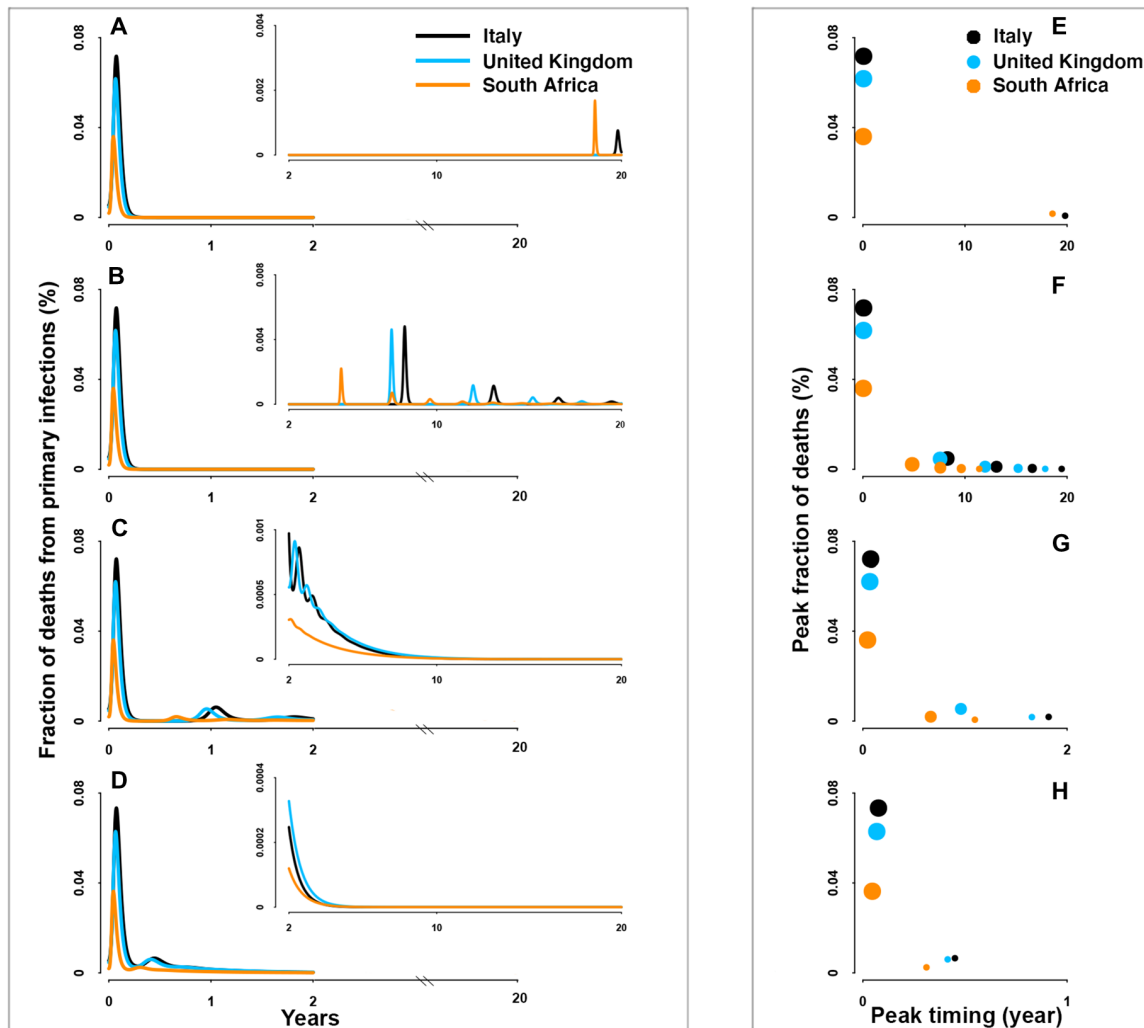 Fraction of deaths from primary infections (%)
A
0.08
0.04
0
0 1 2 20
0.004
0.002
0
2 10 20
Italy
United Kingdom
South Africa
B
0.08
0.04
0
0 1 2 20
0.008
0.004
0
2 10 20
C
0.08
0.04
0
0 1 2 20
0.001
0.0005
0
2 10 20
D
0.08
0.04
0
0 1 2 20
0.0004
0.0002
0
2 10 20
Years
Peak fraction of deaths (%)
E
0.08
0.04
0
0 10 20
Italy
United Kingdom
South Africa
F
0.08
0.04
0
0 10 20
G
0.08
0.04
0
0 2
H
0.08
0.04
0
0 1
Peak timing (year)